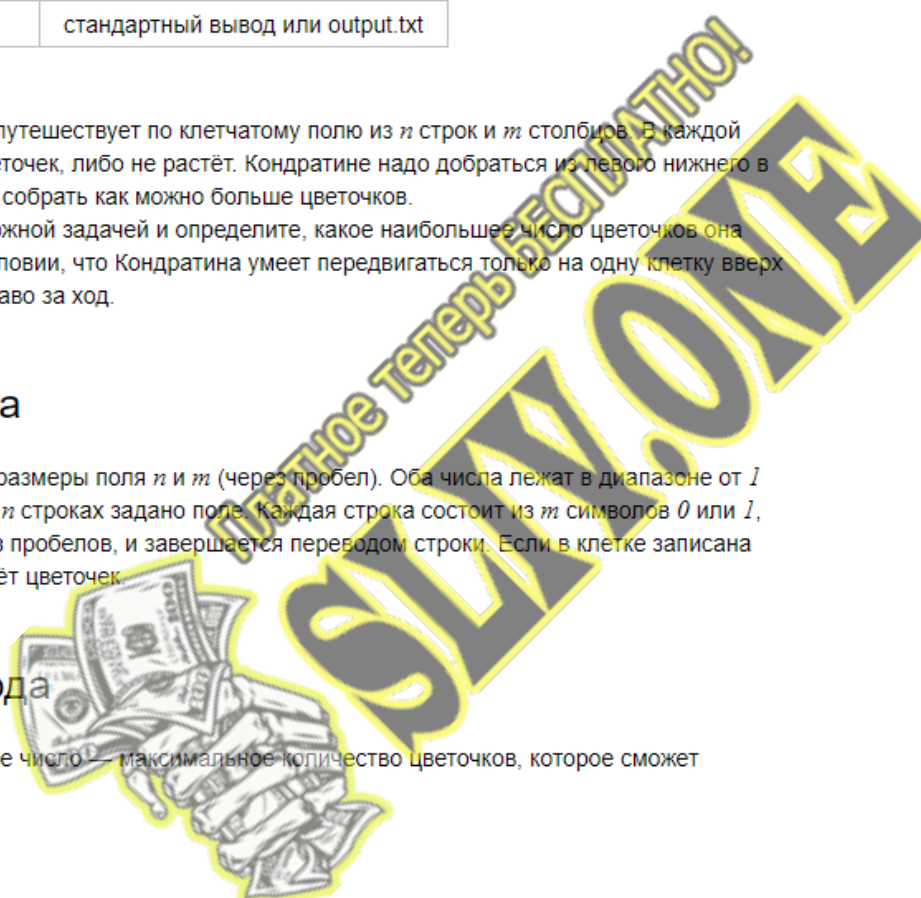 стандартный вывод или output.txt
путешествует по клетчатому полю из n строк и m столбцов. В каждой
еточек, либо не растёт. Кондратине надо добраться из левого нижнего в
собрать как можно больше цветочков.
жной задачей и определите, какое наибольшее число цветочков она
ловии, что Кондратина умеет передвигаться только на одну клетку вверх
аво за ход.
а
размеры поля n и m (через пробел). Оба числа лежат в диапазоне от 1
n строках задано поле. Каждая строка состоит из m символов 0 или 1,
з пробелов, и завершается переводом строки. Если в клетке записана
ёт цветочек.
ода
е число — максимальное количество цветочков, которое сможет
Платное теперь БЕСПЛАТНО!
SLIV.ONE